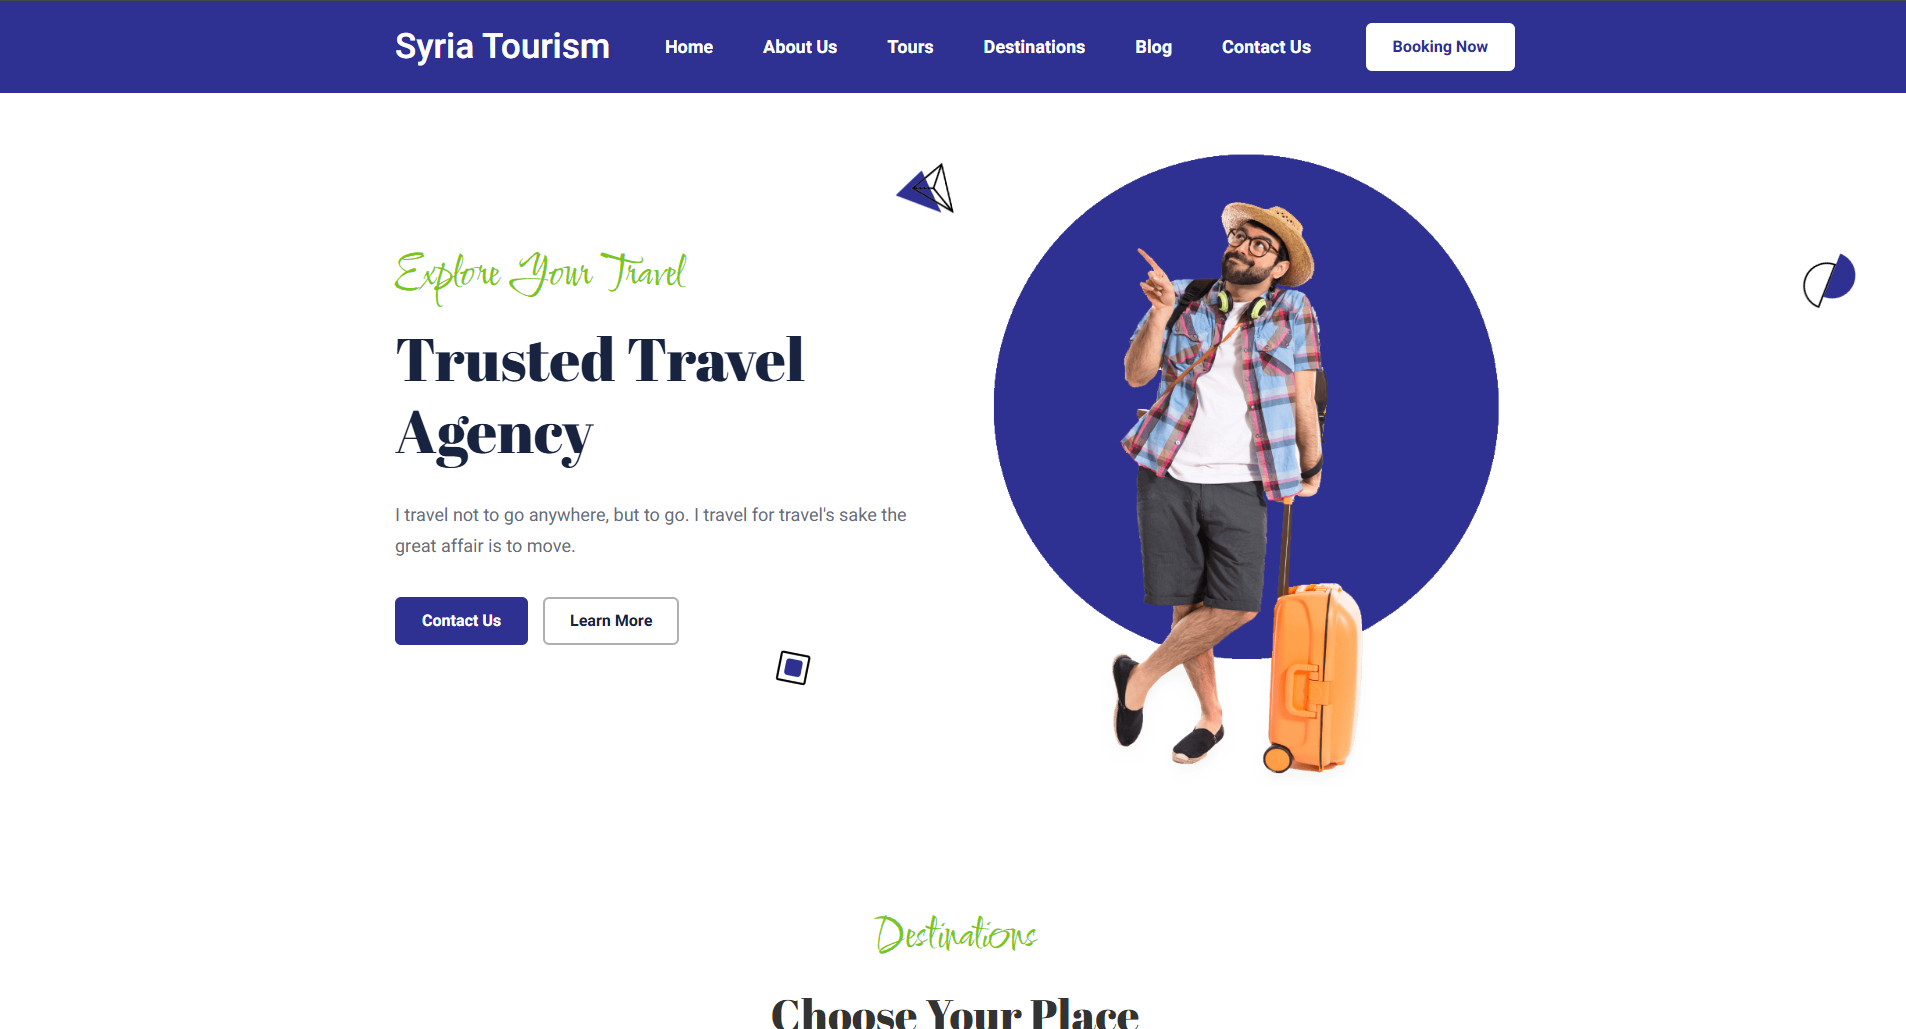 Syria Tourism
Home
About Us
Tours
Destinations
Blog
Contact Us
Booking Now
Explore Your Travel
Trusted Travel
Agency
I travel not to go anywhere, but to go. I travel for travel's sake the
great affair is to move.
Contact Us
Learn More
Destinations
Choose Your Place